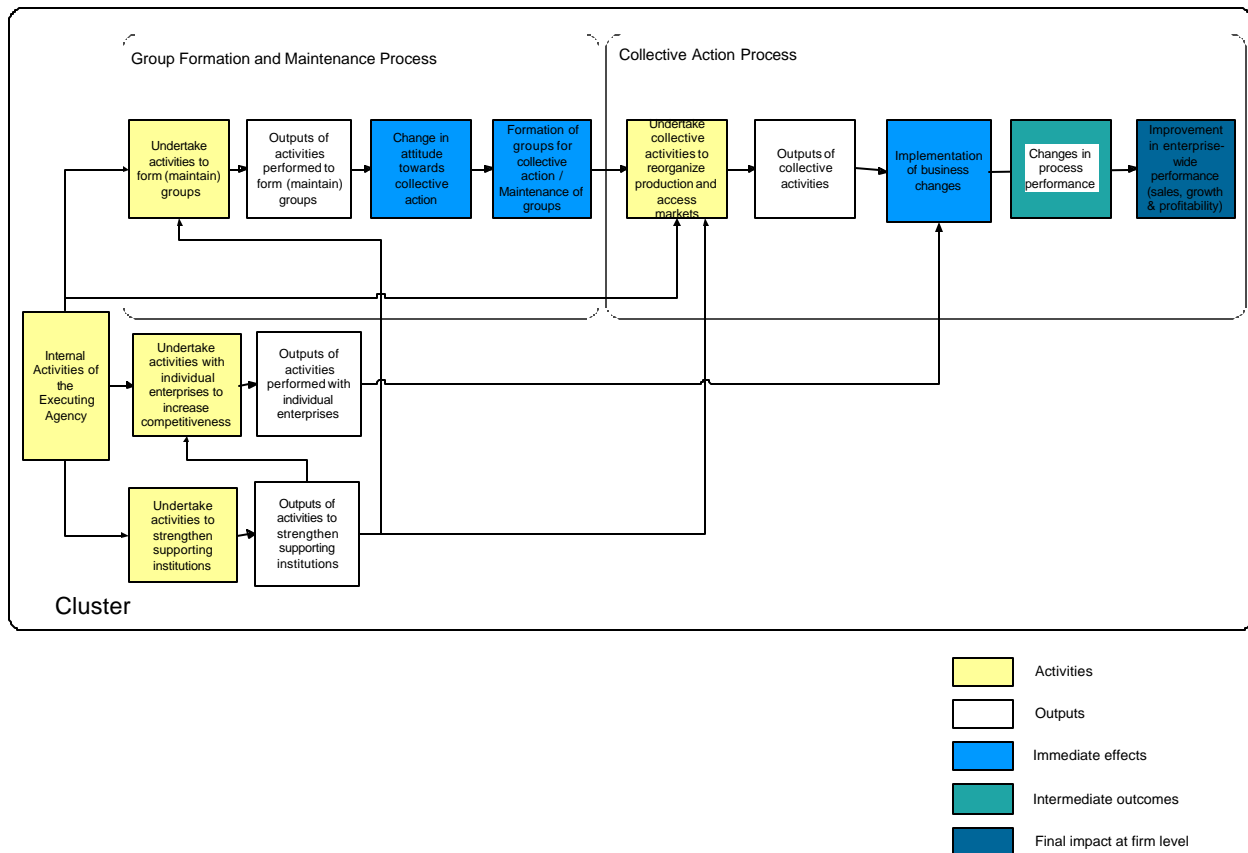 Group Formation and Maintenance Process
Collective Action Process
Undertake
activities to
form (maintain)
groups
Outputs of
activities
performed to
form (maintain)
groups
Change in
attitude
towards
collective
action
Formation of
groups for
collective
action /
Maintenance of
groups
Undertake
collective
activities to
reorganize
production and
access
markets
Outputs of
collective
activities
Implementation
of business
changes
Changes in
process
performance
Improvement
in enterprise-
wide
performance
(sales, growth
& profitability)
Internal
Activities of
the
Executing
Agency
Undertake
activities with
individual
enterprises to
increase
competitiveness
Outputs of
activities
performed with
individual
enterprises
Undertake
activities to
strengthen
supporting
institutions
Outputs of
activities to
strengthen
supporting
institutions
Cluster
Activities
Outputs
Immediate effects
Intermediate outcomes
Final impact at firm level